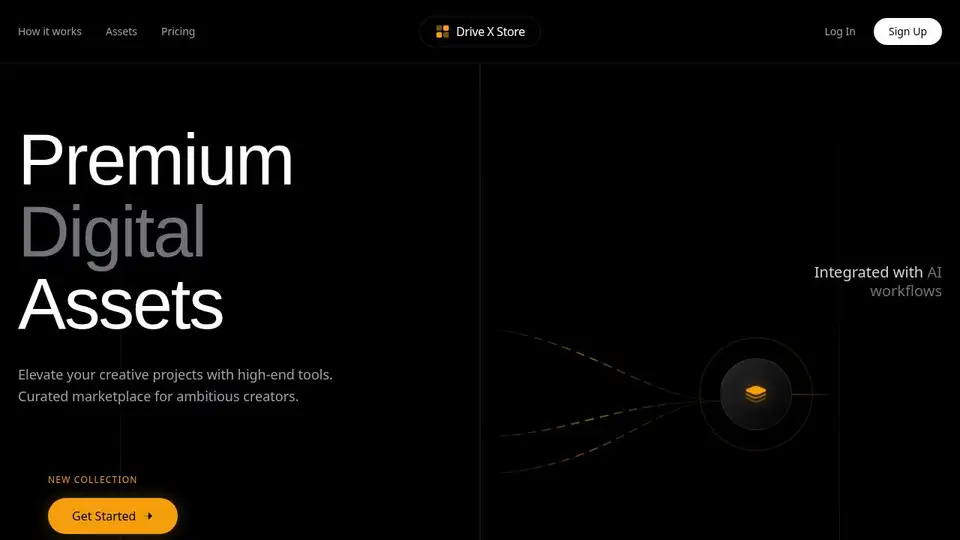 How it works
Assets
Pricing
Drive X Store
Log In
Sign Up
Premium
Digital
Assets
Elevate your creative projects with high-end tools.
Curated marketplace for ambitious creators.
NEW COLLECTION
Get Started
Integrated with AI
workflows